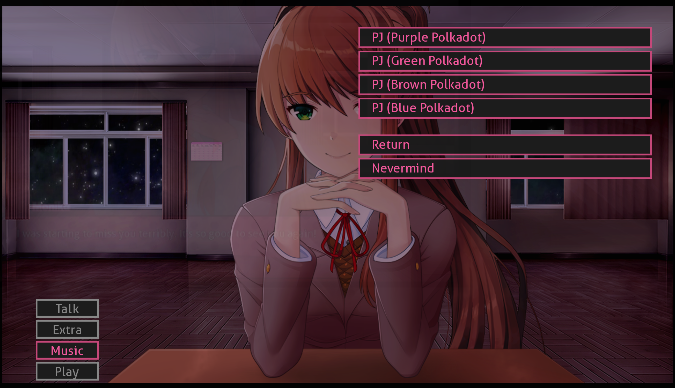 PJ (Purple Polkadot)
PJ (Green Polkadot)
PJ (Brown Polkadot)
PJ (Blue Polkadot)
Return
Nevermind
Talk
Extra
Music
Play